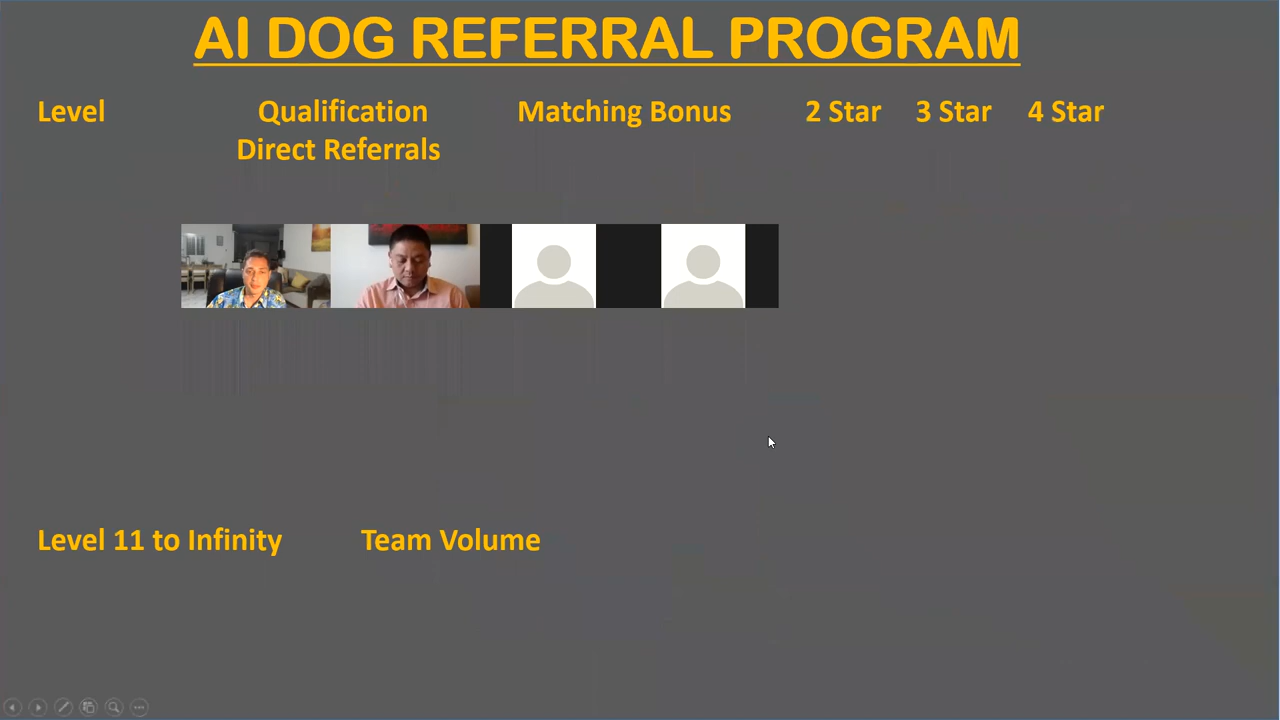 AI DOG REFERRAL PROGRAM
Level Qualification Matching Bonus 2 Star 3 Star 4 Star
Direct Referrals
Level 11 to Infinity Team Volume